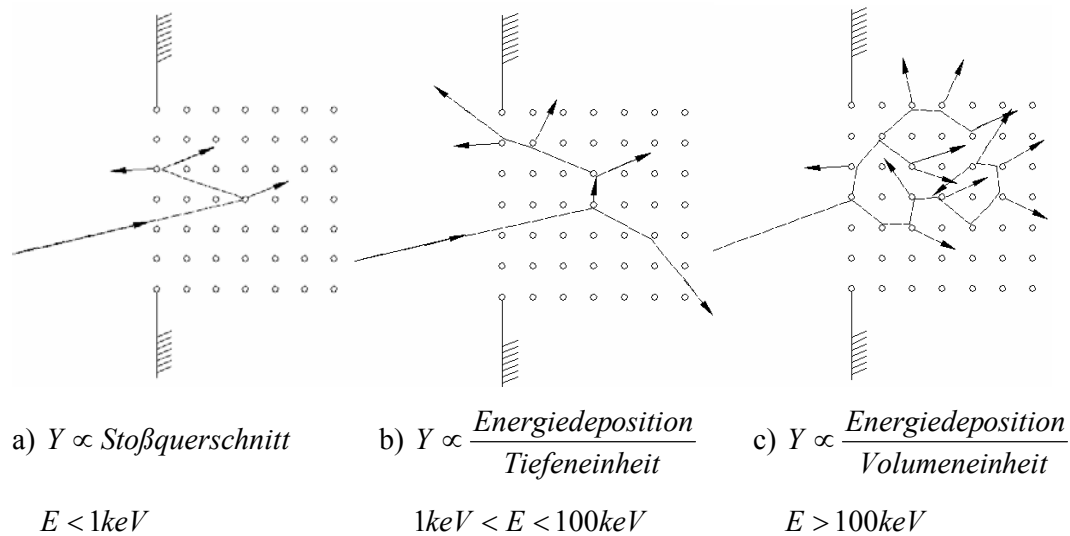 a) Y ∝ Stoßquerschnitt
E < 1keV
b) Y ∝ Energiedeposition / Tiefeneinheit
1keV < E < 100keV
c) Y ∝ Energiedeposition / Volumeneinheit
E > 100keV